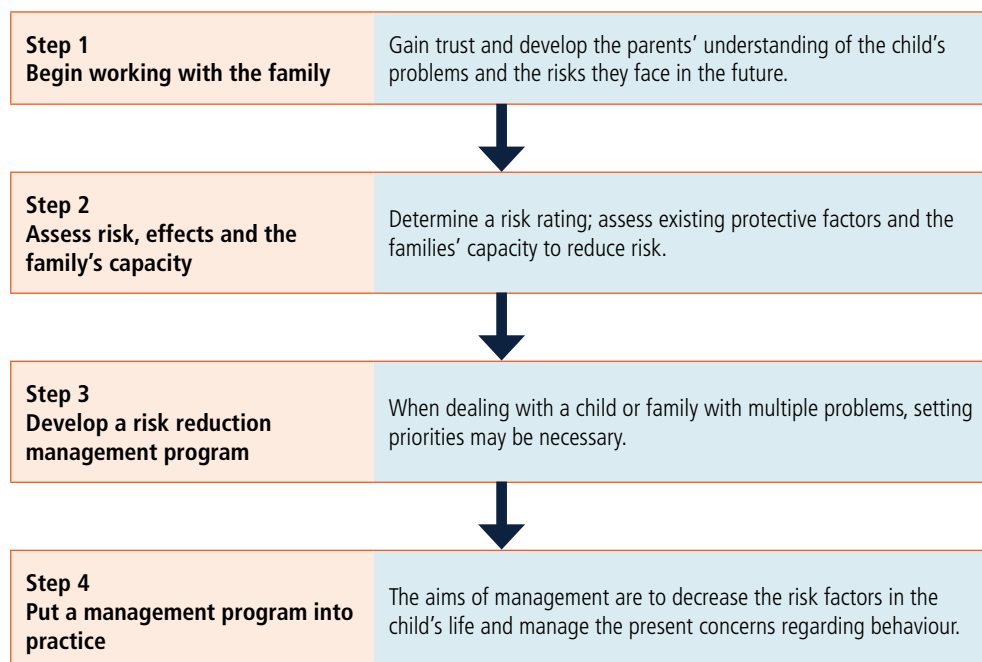 Step 1
Begin working with the family
Gain trust and develop the parents’ understanding of the child’s
problems and the risks they face in the future.
Step 2
Assess risk, effects and the
family’s capacity
Determine a risk rating; assess existing protective factors and the
families’ capacity to reduce risk.
Step 3
Develop a risk reduction
management program
When dealing with a child or family with multiple problems, setting
priorities may be necessary.
Step 4
Put a management program into
practice
The aims of management are to decrease the risk factors in the
child’s life and manage the present concerns regarding behaviour.